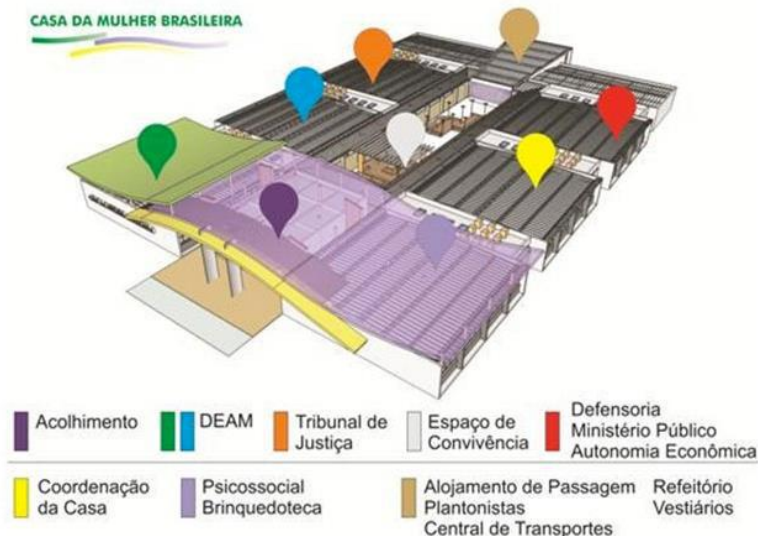 CASA DA MULHER BRASILEIRA
Acolhimento
DEAM
Tribunal de
Justiça
Espaço de
Convivência
Defensoria
Ministério Público
Autonomia Econômica
Coordenação
da Casa
Psicossocial
Brinquedoteca
Alojamento de Passagem
Plantonistas
Central de Transportes
Refeitório
Vestiários